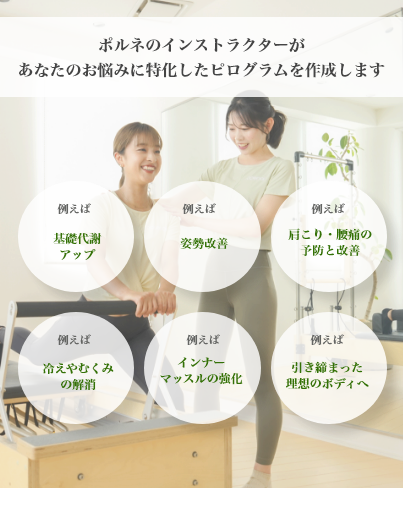 ポルネのインストラクターが
あなたのお悩みに特化したピログラムを作成します
例えば
基礎代謝
アップ
例えば
姿勢改善
例えば
肩こり・腰痛の
予防と改善
例えば
冷えやむくみ
の解消
例えば
インナー
マッスルの強化
例えば
引き締まった
理想のボディへ